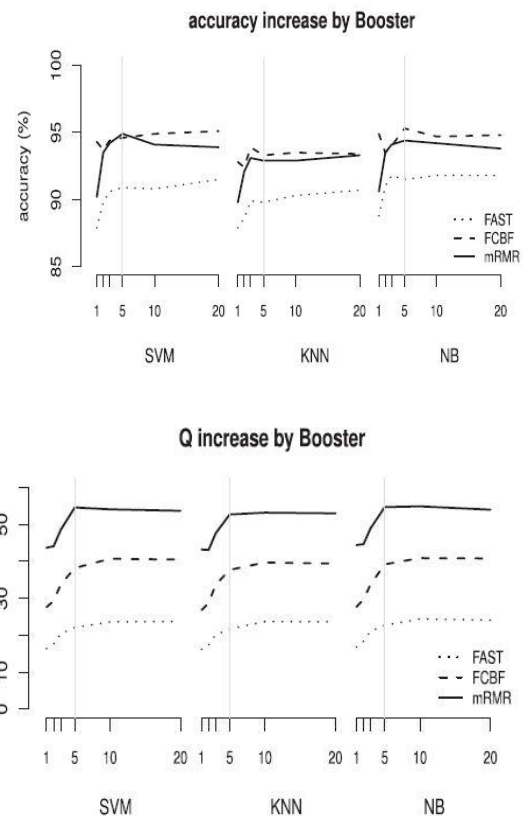 accuracy increase by Booster
accuracy (%)
100
95
90
85
FAST
FCBF
mRMR
1 5 10 20 1 5 10 20 1 5 10 20
SVM KNN NB
Q increase by Booster
50
30
10
0
FAST
FCBF
mRMR
1 5 10 20 1 5 10 20 1 5 10 20
SVM KNN NB